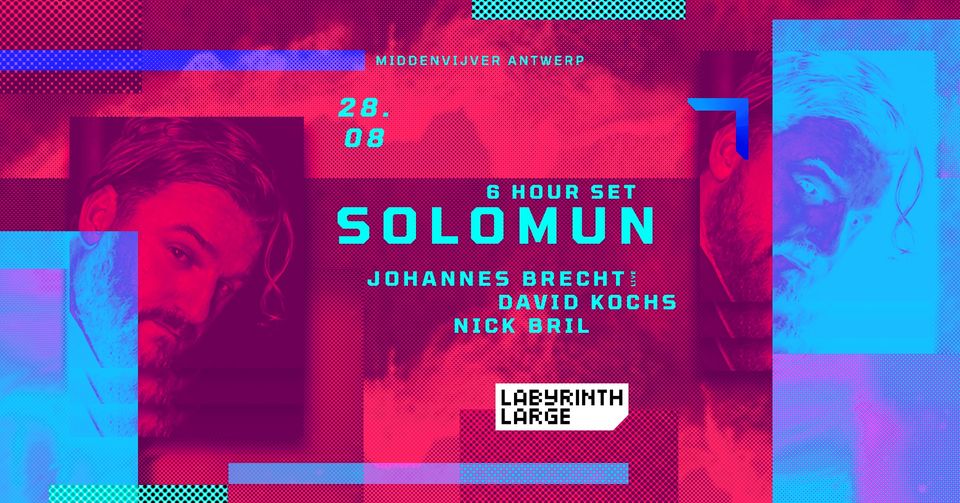 MIDDENVIJVER ANTWERP
28.
08
6 HOUR SET
SOLOMUN
JOHANNES BRECHT LIVE
DAVID KOCHS
NICK BRIL
LABYRINTH
LARGE